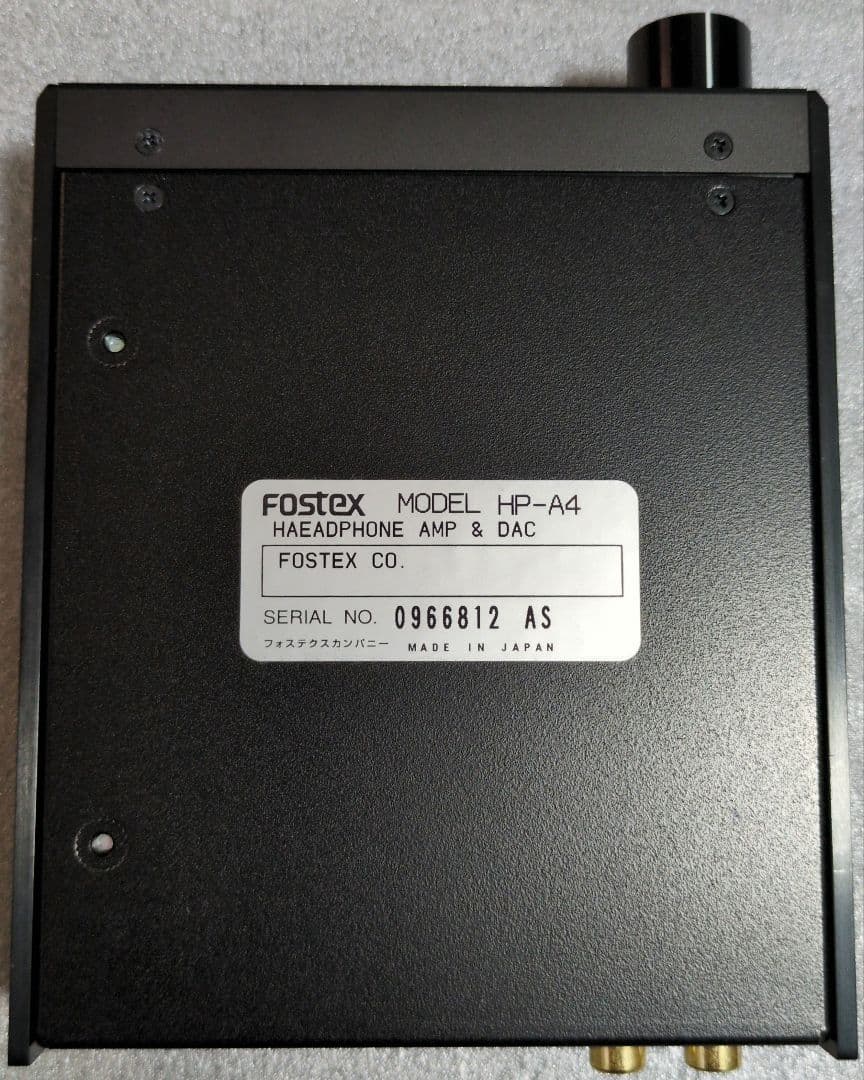 FOSTEX MODEL HP-A4
HAEADPHONE AMP & DAC
FOSTEX CO.
SERIAL NO. 0966812 AS
フォステクスカンパニー MADE IN JAPAN